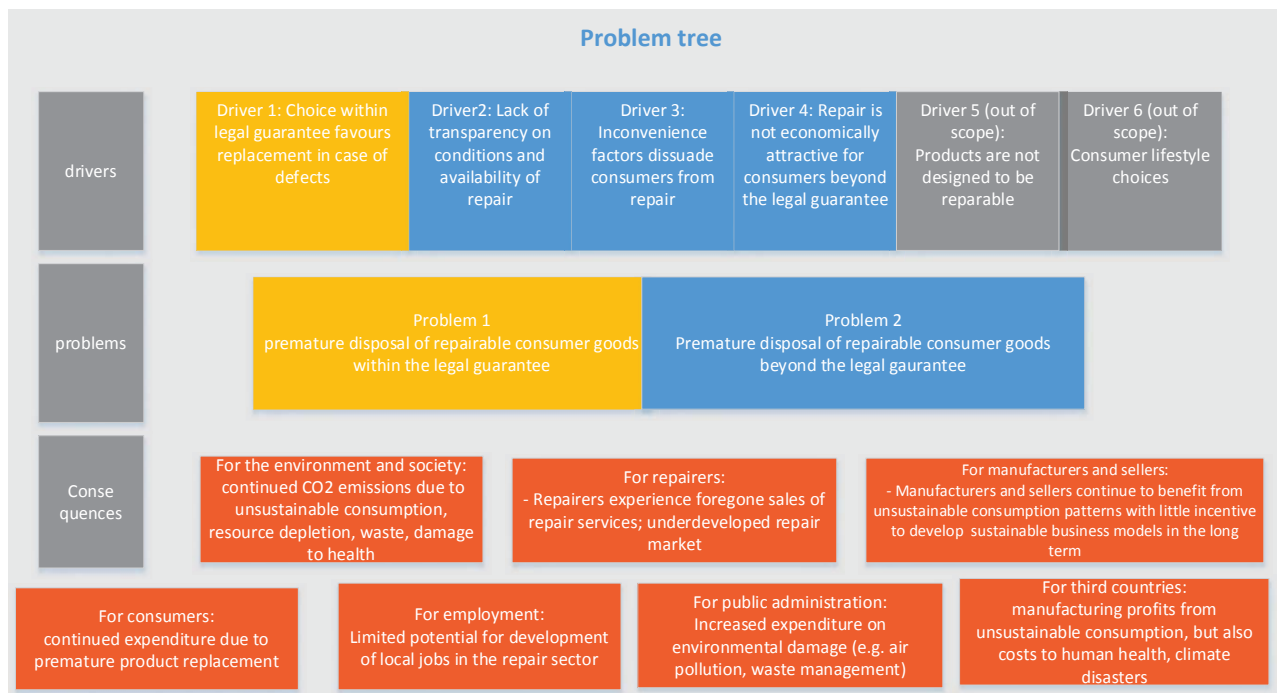 Problem tree
drivers
Driver 1: Choice within
legal guarantee favours
replacement in case of
defects
Driver2: Lack of
transparency on
conditions and
availability of
repair
Driver 3:
Inconvenience
factors dissuade
consumers from
repair
Driver 4: Repair is
not economically
attractive for
consumers beyond
the legal guarantee
Driver 5 (out of
scope):
Products are not
designed to be
reparable
Driver 6 (out of
scope):
Consumer lifestyle
choices
problems
Problem 1
premature disposal of repairable consumer goods
within the legal guarantee
Problem 2
Premature disposal of repairable consumer goods
beyond the legal gaurantee
Conse
quences
For the environment and society:
continued CO2 emissions due to
unsustainable consumption,
resource depletion, waste, damage
to health
For repairers:
- Repairers experience foregone sales of
repair services; underdeveloped repair
market
For manufacturers and sellers:
- Manufacturers and sellers continue to benefit from
unsustainable consumption patterns with little incentive
to develop sustainable business models in the long
term
For consumers:
continued expenditure due to
premature product replacement
For employment:
Limited potential for development
of local jobs in the repair sector
For public administration:
Increased expenditure on
environmental damage (e.g. air
pollution, waste management)
For third countries:
manufacturing profits from
unsustainable consumption, but also
costs to human health, climate
disasters